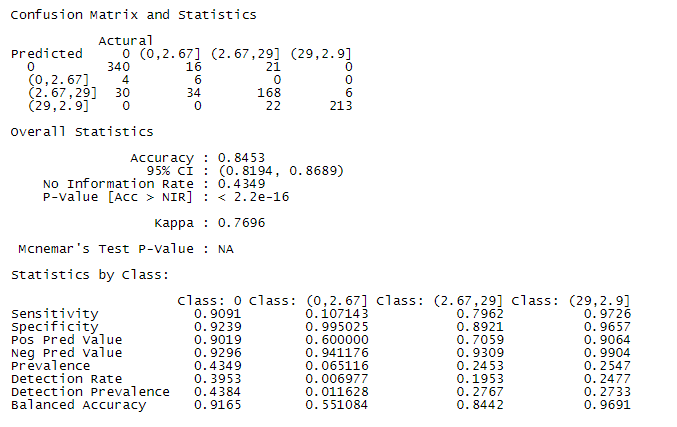 Confusion Matrix and Statistics
Actural
Predicted 0 (0,2.67] (2.67,29] (29,2.9]
0 340 16 21 0
(0,2.67] 4 6 0 0
(2.67,29] 30 34 168 6
(29,2.9] 0 0 22 213
Overall Statistics
Accuracy : 0.8453
95% CI : (0.8194, 0.8689)
No Information Rate : 0.4349
P-Value [Acc > NIR] : < 2.2e-16
Kappa : 0.7696
Mcnemar's Test P-Value : NA
Statistics by Class:
Class: 0 Class: (0,2.67] Class: (2.67,29] Class: (29,2.9]
Sensitivity 0.9091 0.107143 0.7962 0.9726
Specificity 0.9239 0.995025 0.8921 0.9657
Pos Pred Value 0.9019 0.600000 0.7059 0.9064
Neg Pred Value 0.9296 0.941176 0.9309 0.9904
Prevalence 0.4349 0.065116 0.2453 0.2547
Detection Rate 0.3953 0.006977 0.1953 0.2477
Detection Prevalence 0.4384 0.011628 0.2767 0.2733
Balanced Accuracy 0.9165 0.551084 0.8442 0.9691